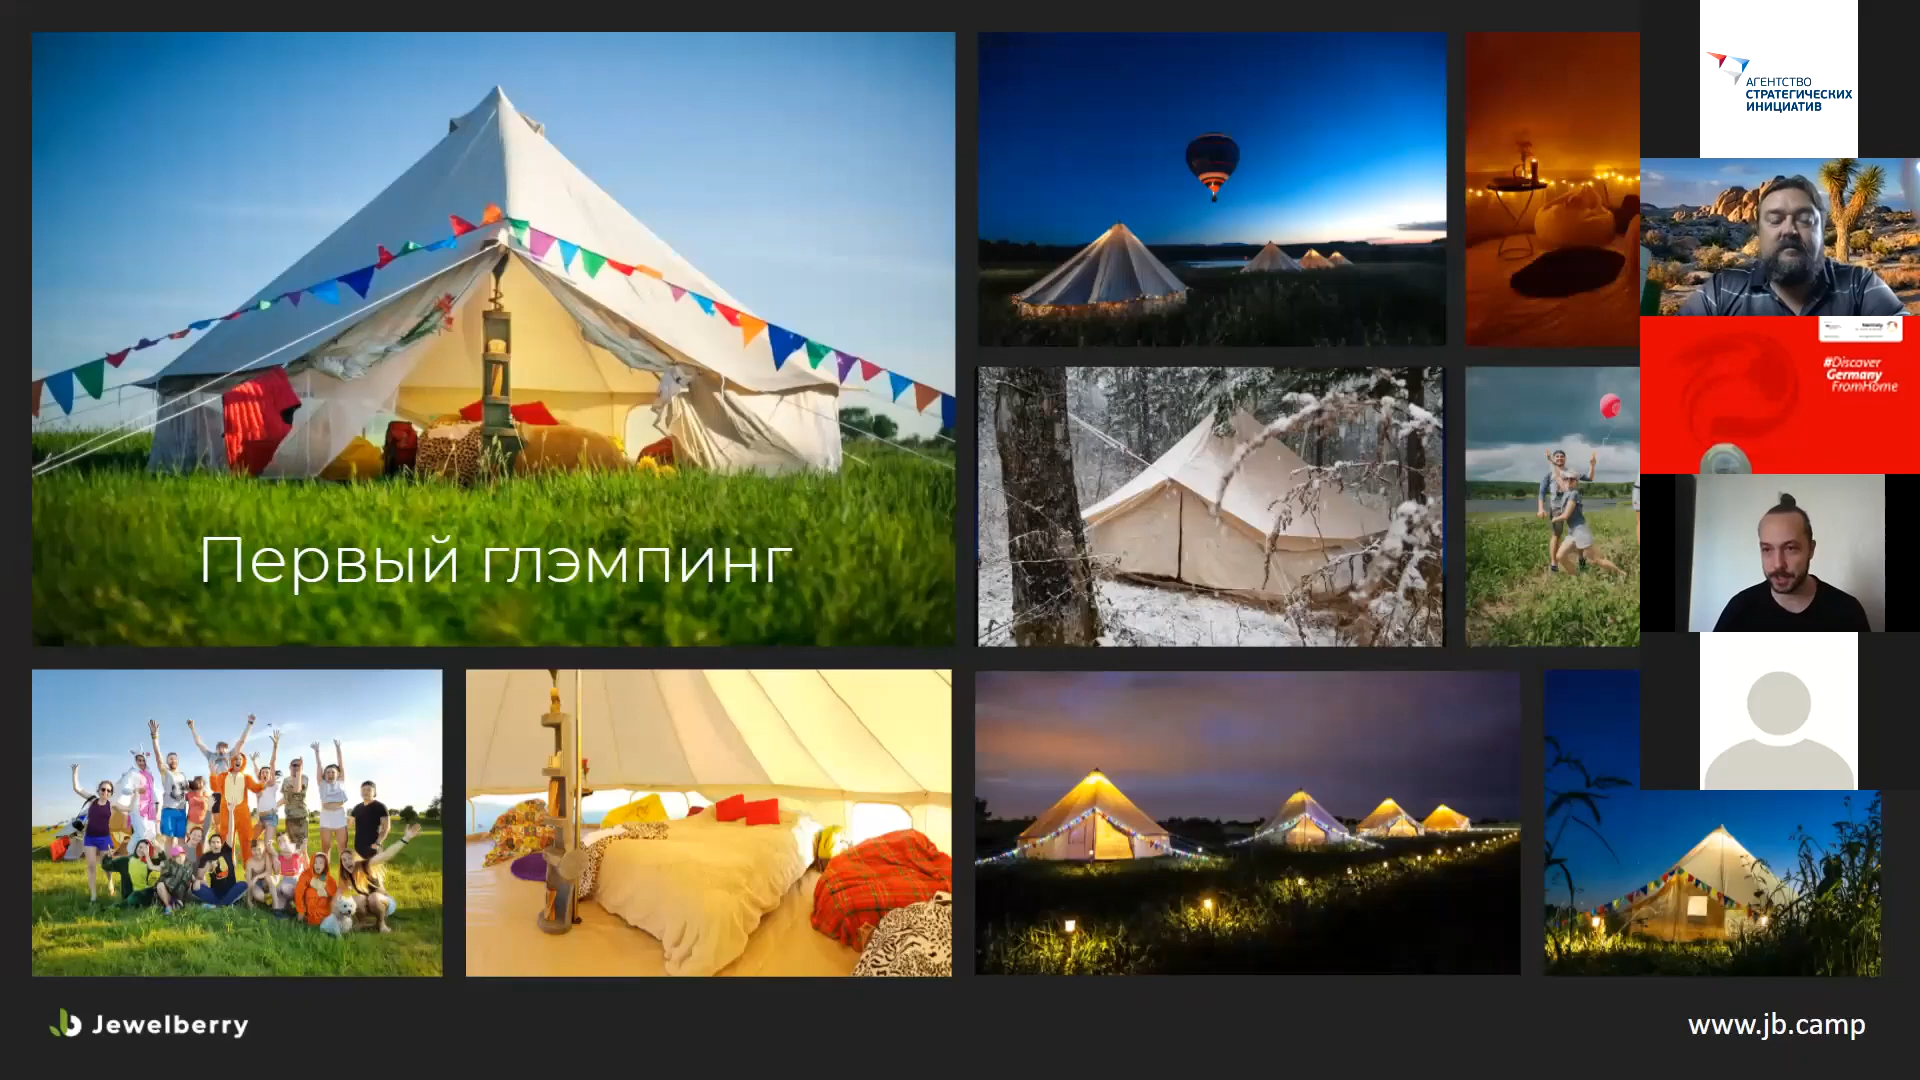 Первый глэмпинг
Jewelberry
www.jb.camp
АГЕНТСТВО
СТРАТЕГИЧЕСКИХ
ИНИЦИАТИВ
#Discover
Germany
FromHome